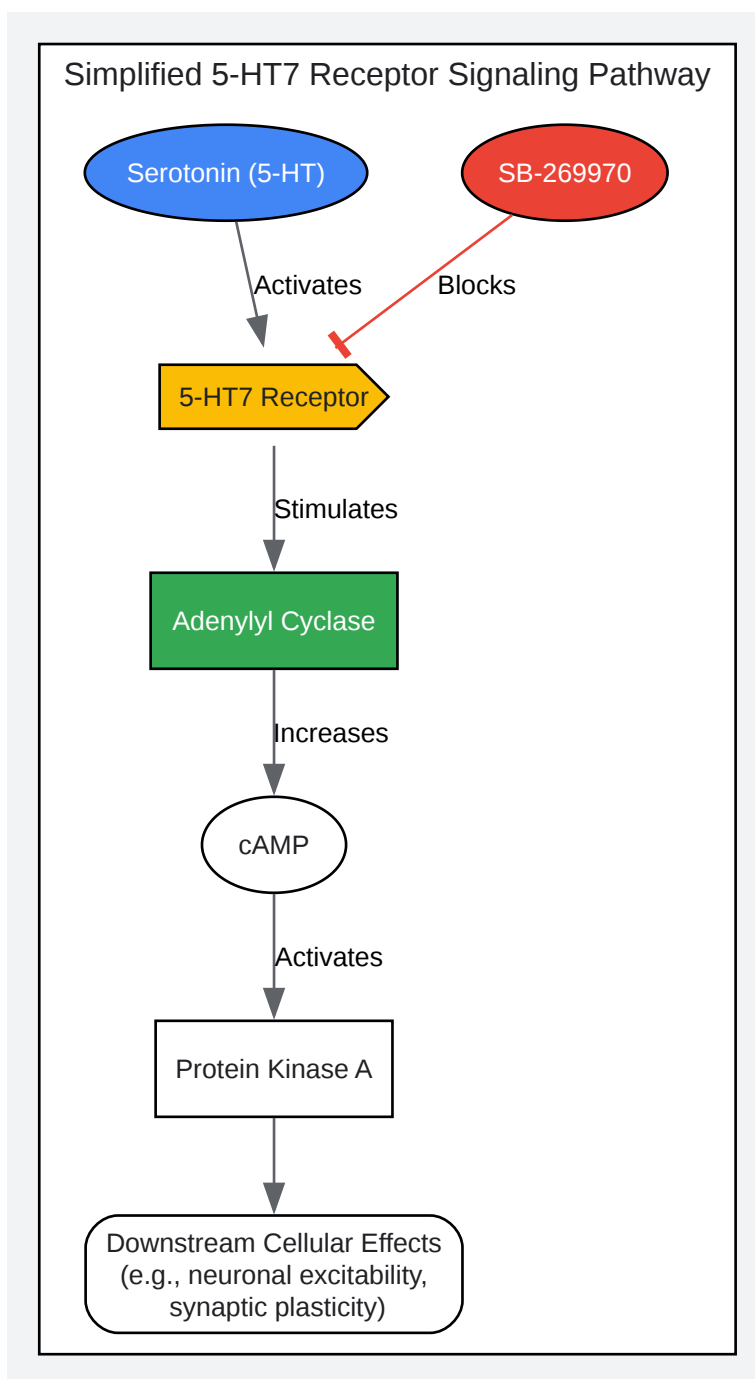 Simplified 5-HT7 Receptor Signaling Pathway
Serotonin (5-HT)
SB-269970
Activates
Blocks
5-HT7 Receptor
Stimulates
Adenylyl Cyclase
Increases
cAMP
Activates
Protein Kinase A
Downstream Cellular Effects
(e.g., neuronal excitability,
synaptic plasticity)